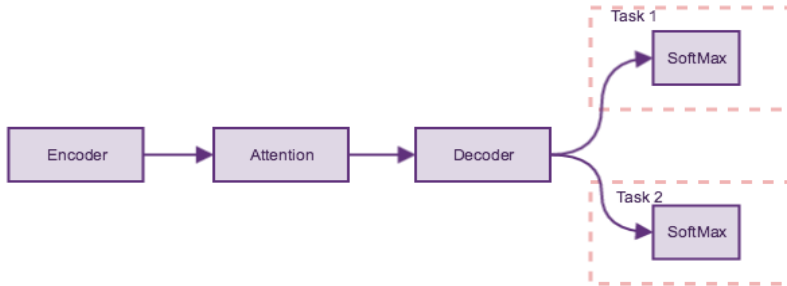 Task 1
SoftMax
Encoder
Attention
Decoder
Task 2
SoftMax